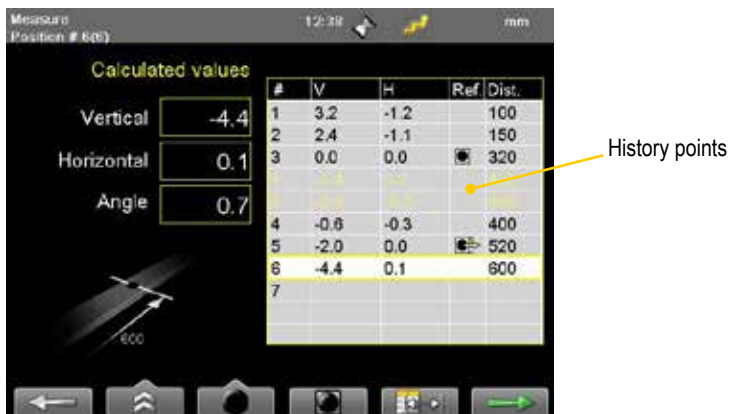 Measure 12:38 mm
Position # 6(6)
Calculated values
# V H Ref. Dist.
Vertical -4.4
Horizontal 0.1
Angle 0.7
1 3.2 -1.2 100
2 2.4 -1.1 150
3 0.0 0.0 320
4 -0.6 -0.3 400
5 -2.0 0.0 520
6 -4.4 0.1 600
7
600
History points